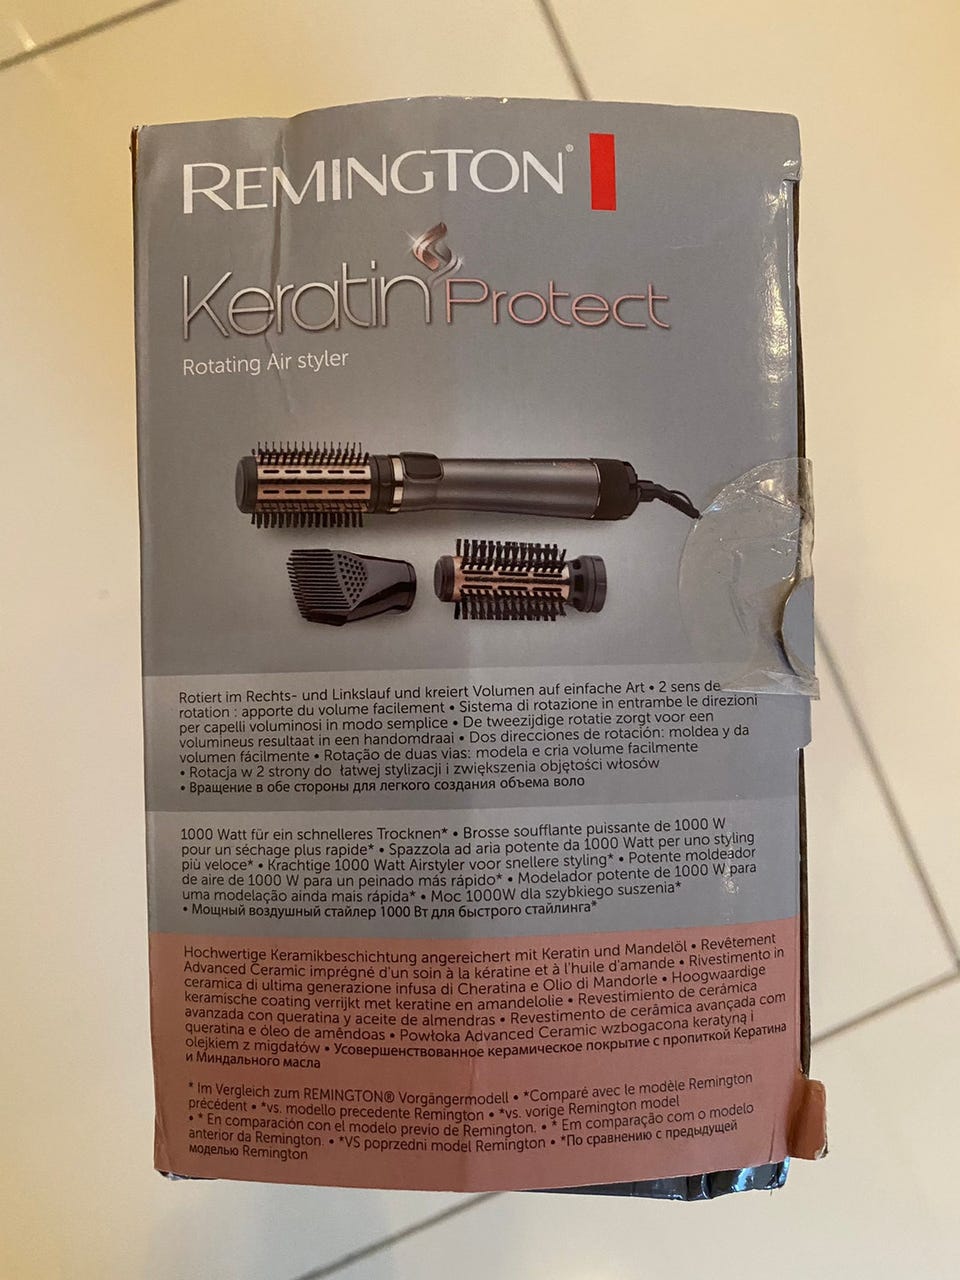 REMINGTON®
Keratin Protect
Rotating Air styler
Rotiert im Rechts- und Linkslauf und kreiert Volumen auf einfache Art • 2 sens de
rotation : apporte du volume facilement • Sistema di rotazione in entrambe le direzioni
per capelli voluminosi in modo semplice • De tweezijdige rotatie zorgt voor een
volumineus resultaat in een handomdraai • Dos direcciones de rotación: moldea y da
volumen fácilmente • Rotação de duas vias: modela e cria volume facilmente
• Rotacja w 2 strony do łatwej stylizacji i zwiększenia objętości włosów
• Вращение в обе стороны для легкого создания объема воло
1000 Watt für ein schnelleres Trocknen* • Brosse soufflante puissante de 1000 W
pour un séchage plus rapide* • Spazzola ad aria potente da 1000 Watt per uno styling
più veloce* • Krachtige 1000 Watt Airstyler voor snellere styling* • Potente moldeador
de aire de 1000 W para un peinado más rápido* • Modelador potente de 1000 W para
uma modelação ainda mais rápida* • Moc 1000W dla szybkiego suszenia*
• Мощный воздушный стайлер 1000 Вт для быстрого стайлинга*
Hochwertige Keramikbeschichtung angereichert mit Keratin und Mandelöl • Revêtement
Advanced Ceramic imprégné d'un soin à la kératine et à l'huile d'amande • Rivestimento in
ceramica di ultima generazione infusa di Cheratina e Olio di Mandorle • Hoogwaardige
keramische coating verrijkt met keratine en amandelolie • Revestimiento de cerámica
avanzada con queratina y aceite de almendras • Revestimento de cerâmica avançada com
queratina e óleo de amêndoas • Powłoka Advanced Ceramic wzbogacona keratyną i
olejkiem z migdałów • Усовершенствованное керамическое покрытие с пропиткой Кератина
и Миндального масла
* Im Vergleich zum REMINGTON® Vorgängermodell • *Comparé avec le modèle Remington
précédent • *vs. modello precedente Remington • *vs. vorige Remington model
• * En comparación con el modelo previo de Remington. • * Em comparação com o modelo
anterior da Remington. • *VS poprzedni model Remington • *По сравнению с предыдущей
моделью Remington